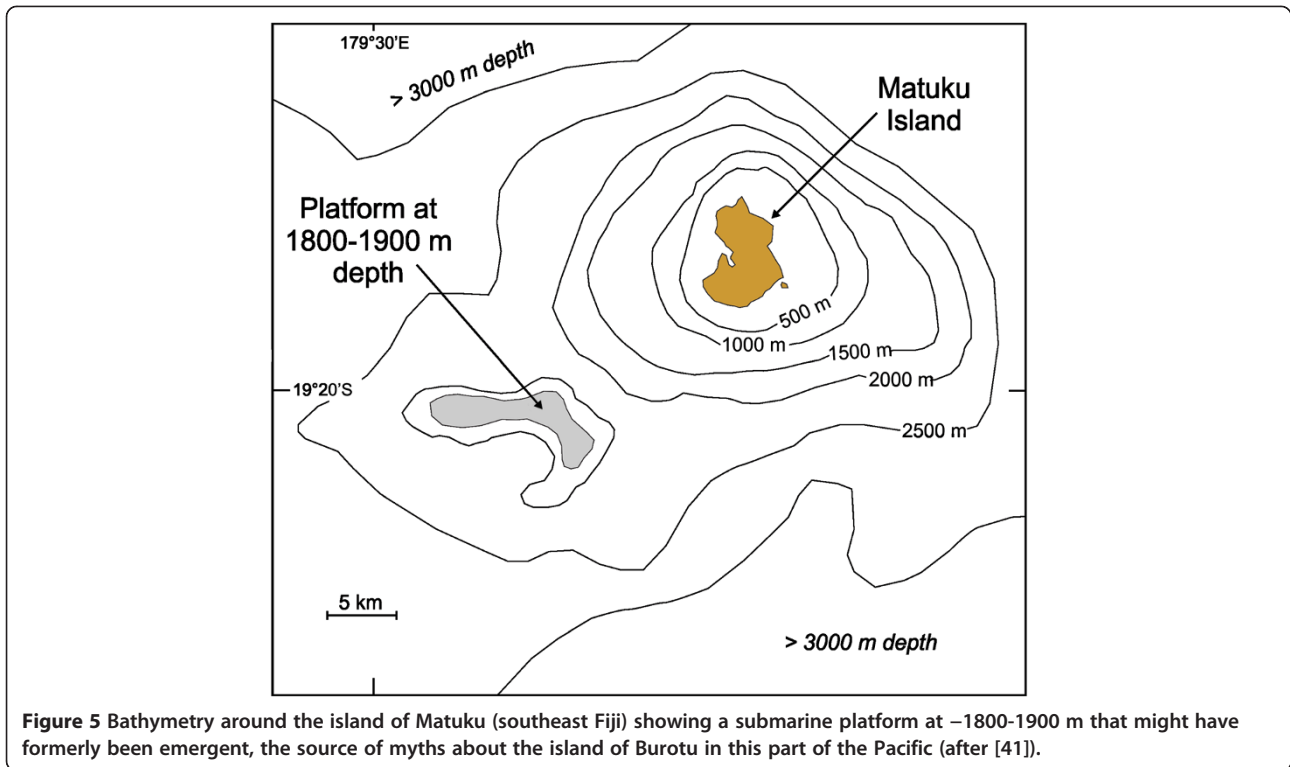 179°30'E
> 3000 m depth
Matuku
Island
Platform at
1800-1900 m
depth
500 m
1000 m
1500 m
2000 m
19°20'S
2500 m
5 km
> 3000 m depth
Figure 5 Bathymetry around the island of Matuku (southeast Fiji) showing a submarine platform at −1800-1900 m that might have
formerly been emergent, the source of myths about the island of Burotu in this part of the Pacific (after [41]).